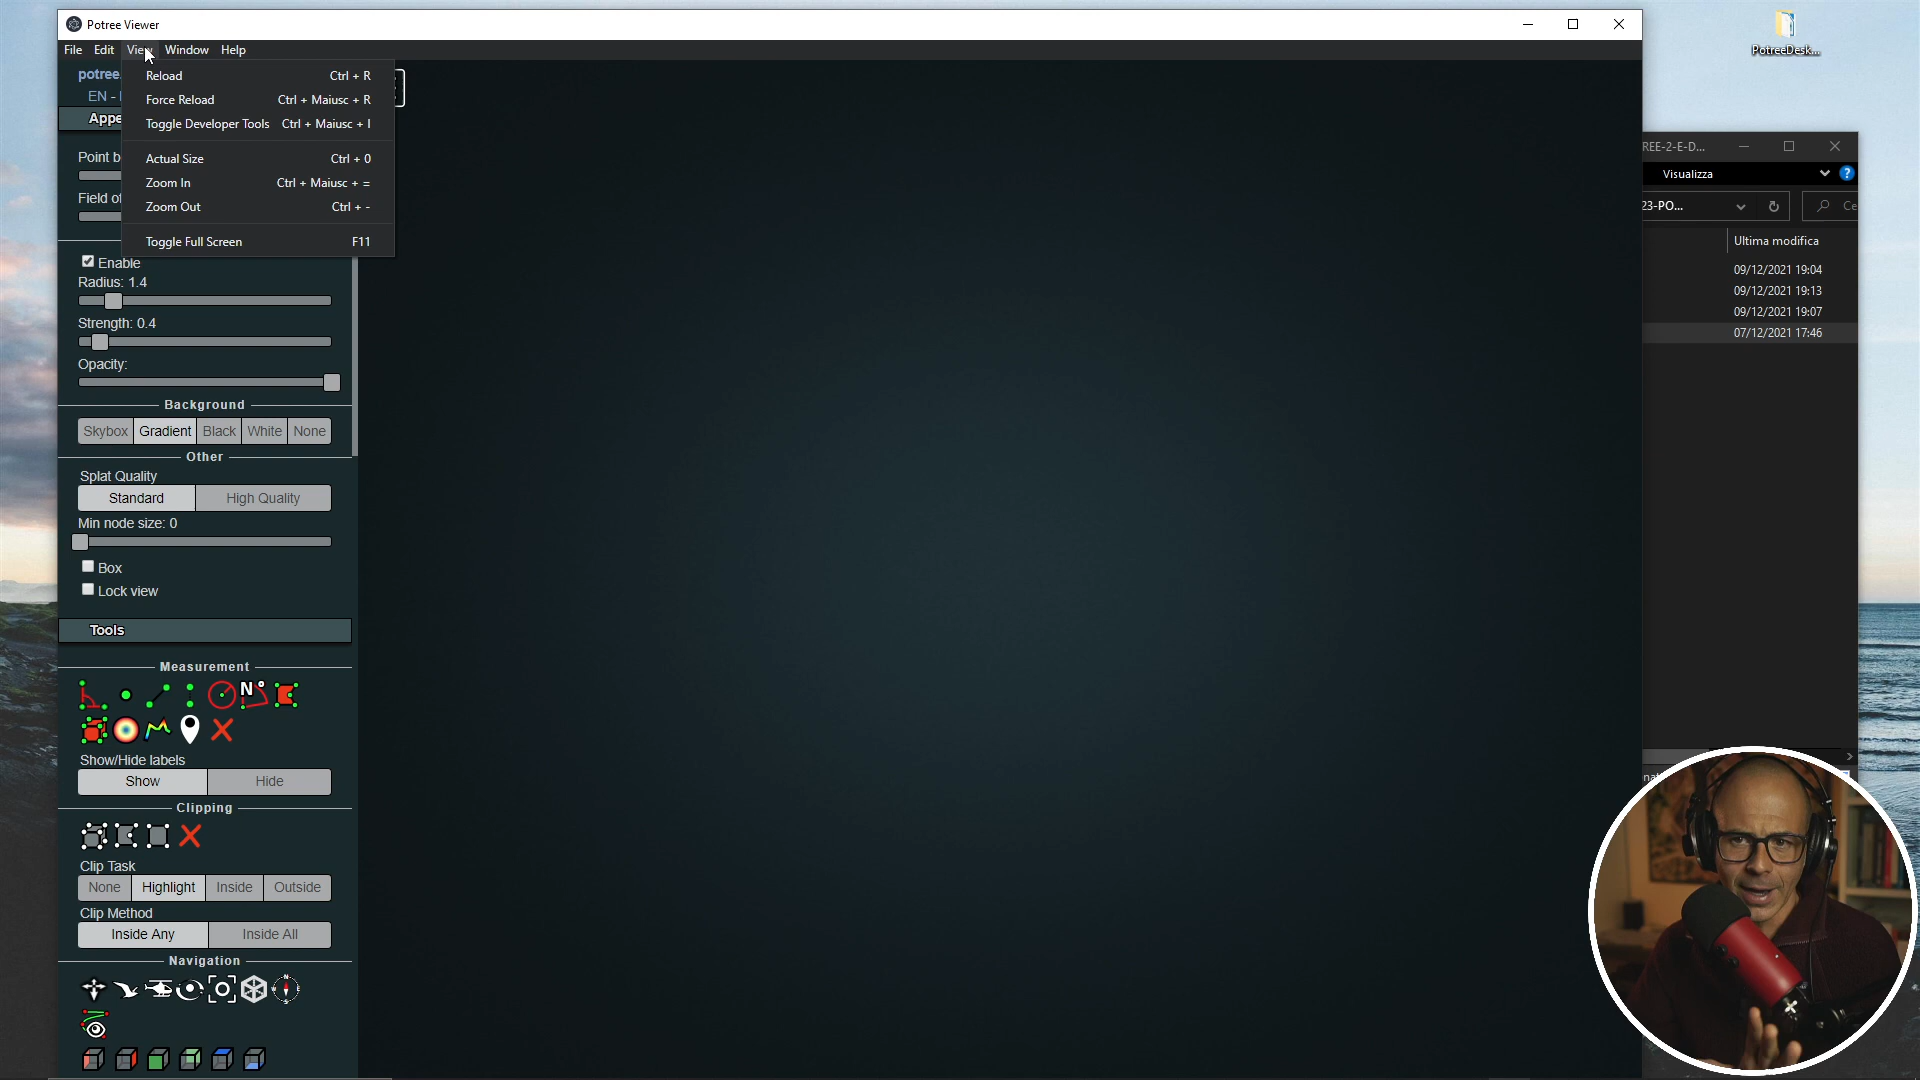 Potree Viewer
PotreeDesk...
File Edit View Window Help
Reload Ctrl + R
Force Reload Ctrl + Maiusc + R
Toggle Developer Tools Ctrl + Maiusc + I
Actual Size Ctrl + 0
Zoom In Ctrl + Maiusc + =
Zoom Out Ctrl + -
Toggle Full Screen F11
potree.
EN -
Appe
Point b
Field of
Enable
Radius: 1.4
Strength: 0.4
Opacity:
Background
Skybox Gradient Black White None
Other
Splat Quality
Standard High Quality
Min node size: 0
Box
Lock view
Tools
Measurement
N°
Show/Hide labels
Show Hide
Clipping
Clip Task
None Highlight Inside Outside
Clip Method
Inside Any Inside All
Navigation
REE-2-E-D...
Visualizza
?
23-PO...
Ce
Ultima modifica
09/12/2021 19:04
09/12/2021 19:13
09/12/2021 19:07
07/12/2021 17:46